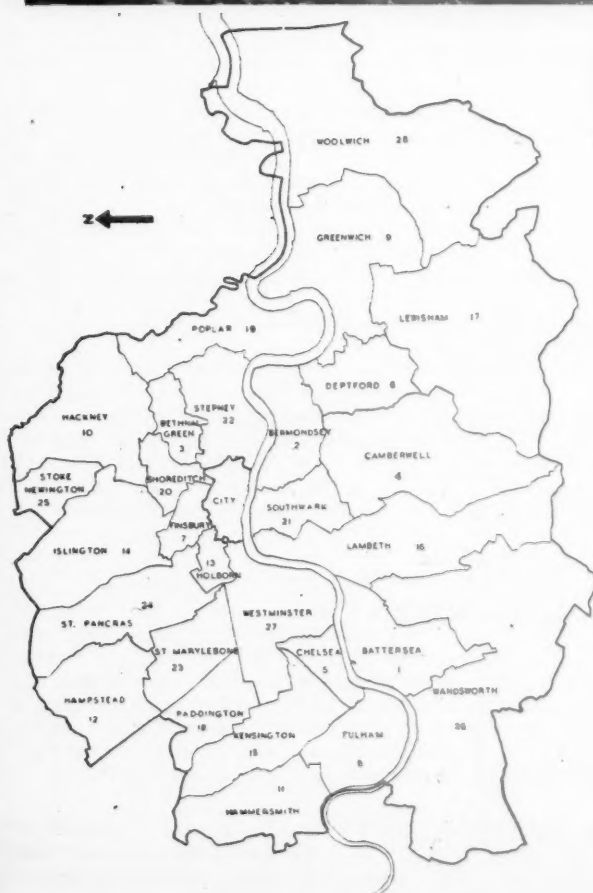 WOOLWICH 28
N
GREENWICH 9
LEWISHAM 17
POPLAR 19
DEPTFORD 6
HACKNEY
10
BETHNAL
GREEN
3
STEPNEY
22
BERMONDSEY
2
CAMBERWELL
4
STOKE
NEWINGTON
25
SHOREDITCH
20
CITY
SOUTHWARK
21
FINSBURY
7
ISLINGTON 14
LAMBETH 16
13
HOLBORN
24
ST. PANCRAS
WESTMINSTER
27
ST. MARYLEBONE
23
CHELSEA
5
BATTERSEA
1
HAMPSTEAD
12
PADDINGTON
18
WANDSWORTH
26
KENSINGTON
15
FULHAM
8
11
HAMMERSMITH